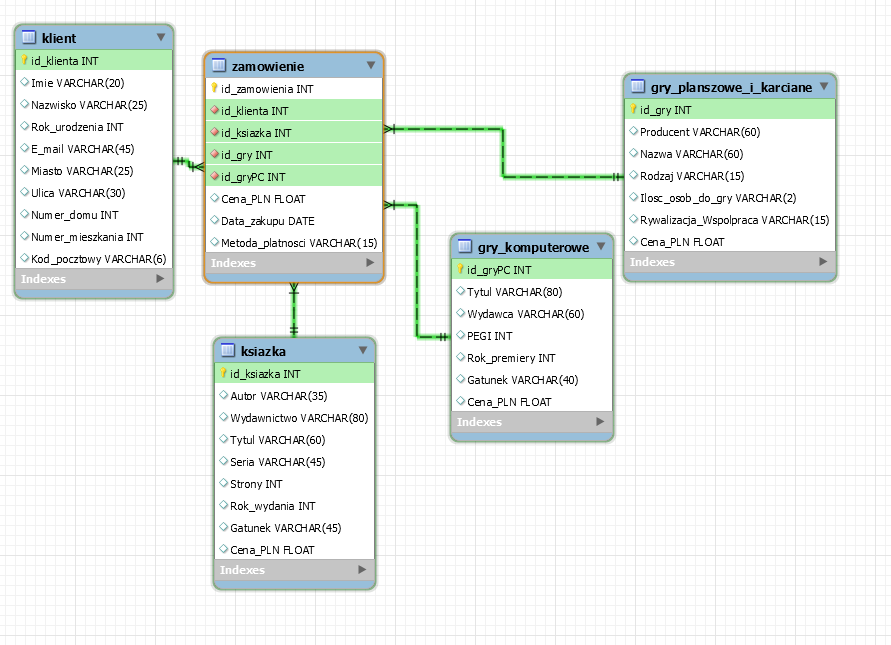 klient
id_klienta INT
Imie VARCHAR(20)
Nazwisko VARCHAR(25)
Rok_urodzenia INT
E_mail VARCHAR(45)
Miasto VARCHAR(25)
Ulica VARCHAR(30)
Numer_domu INT
Numer_mieszkania INT
Kod_pocztowy VARCHAR(6)
Indexes
zamowienie
id_zamowienia INT
id_klienta INT
id_ksiazka INT
id_gry INT
id_gryPC INT
Cena_PLN FLOAT
Data_zakupu DATE
Metoda_platnosci VARCHAR(15)
Indexes
gry_planszowe_i_karciane
id_gry INT
Producent VARCHAR(60)
Nazwa VARCHAR(60)
Rodzaj VARCHAR(15)
Ilosc_osob_do_gry VARCHAR(2)
Rywalizacja_Wspolpraca VARCHAR(15)
Cena_PLN FLOAT
Indexes
gry_komputerowe
id_gryPC INT
Tytul VARCHAR(80)
Wydawca VARCHAR(60)
PEGI INT
Rok_premiery INT
Gatunek VARCHAR(40)
Cena_PLN FLOAT
Indexes
ksiazka
id_ksiazka INT
Autor VARCHAR(35)
Wydawnictwo VARCHAR(80)
Tytul VARCHAR(60)
Seria VARCHAR(45)
Strony INT
Rok_wydania INT
Gatunek VARCHAR(45)
Cena_PLN FLOAT
Indexes